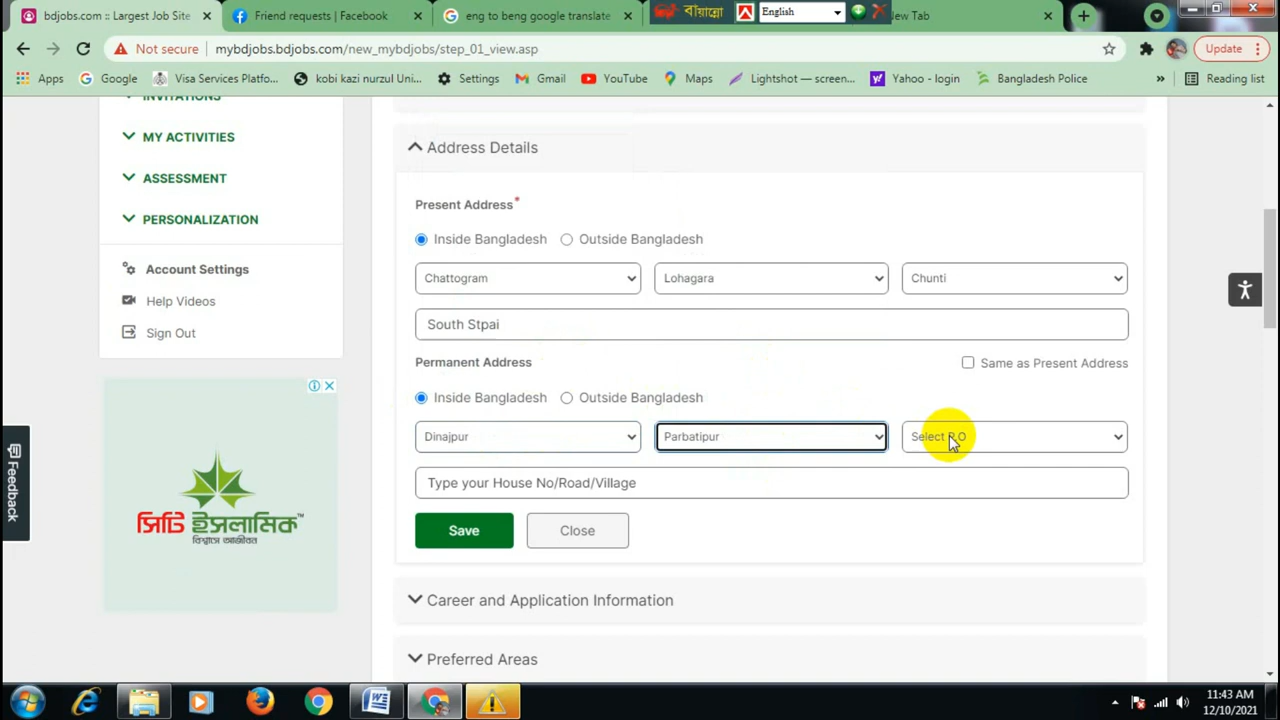 bdjobs.com :: Largest Job Site
Friend requests | Facebook
eng to beng google translate
বায়ান্নো
English
New Tab
Not secure
mybdjobs.bdjobs.com/new_mybdjobs/step_01_view.asp
Update
Apps
Google
Visa Services Platfo...
kobi kazi nurzul Uni...
Settings
Gmail
YouTube
Maps
Lightshot — screen...
Yahoo - login
Bangladesh Police
»
Reading list
INVITATIONS
MY ACTIVITIES
ASSESSMENT
PERSONALIZATION
Account Settings
Help Videos
Sign Out
Address Details
Present Address*
Inside Bangladesh
Outside Bangladesh
Chattogram
Lohagara
Chunti
South Stpai
Permanent Address
Same as Present Address
Inside Bangladesh
Outside Bangladesh
Dinajpur
Parbatipur
Select P.O
Type your House No/Road/Village
Save
Close
Career and Application Information
Preferred Areas
Feedback
সিটি ইসলামিক
বিশ্বাসে আজীবন
11:43 AM
12/10/2021